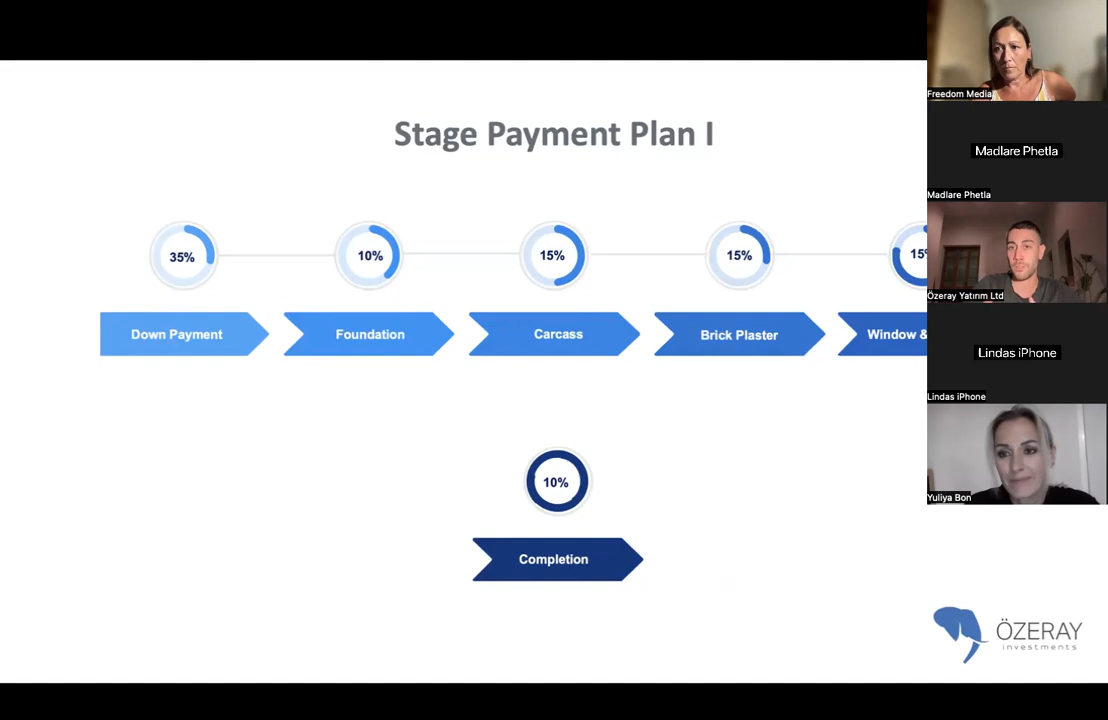 Stage Payment Plan I
35%
10%
15%
15%
15%
Down Payment
Foundation
Carcass
Brick Plaster
Window &
10%
Completion
ÖZERAY
investments
Freedom Media
Madlare Phetla
Madlare Phetla
Özeray Yatırım Ltd
Lindas iPhone
Lindas iPhone
Yuliya Bon